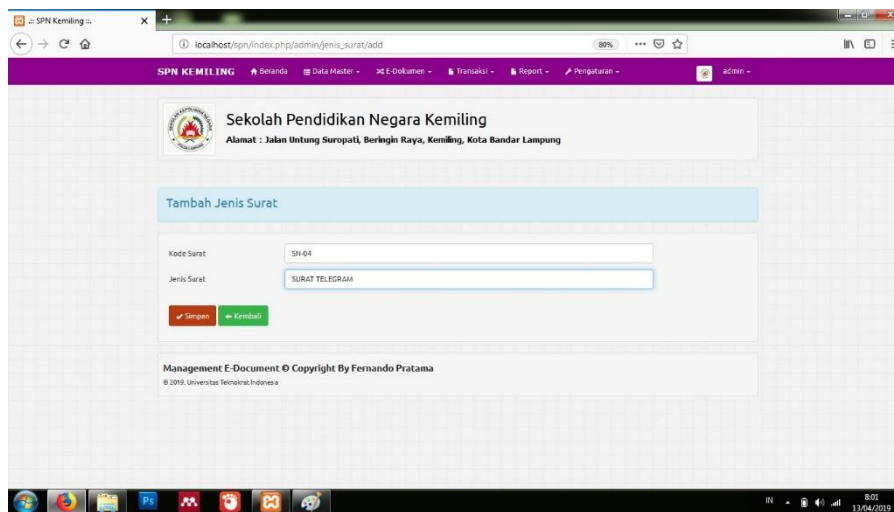 .:: SPN Kemiling ::.
localhost/spn/index.php/admin/jenis_surat/add
80%
SPN KEMILING Beranda Data Master E-Dokumen Transaksi Report Pengaturan admin
Sekolah Pendidikan Negara Kemiling
Alamat : Jalan Untung Suropati, Beringin Raya, Kemiling, Kota Bandar Lampung
Tambah Jenis Surat
Kode Surat SN-04
Jenis Surat SURAT TELEGRAM
Simpan Kembali
Management E-Document © Copyright By Fernando Pratama
© 2019. Universitas Teknokrat Indonesia
Ps
IN
8:01
13/04/2019